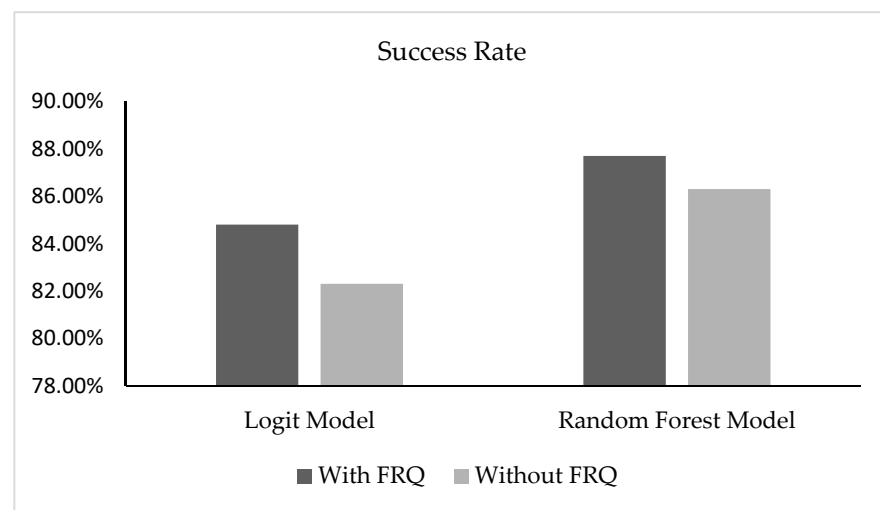 Success Rate
90.00%
88.00%
86.00%
84.00%
82.00%
80.00%
78.00%
Logit Model
Random Forest Model
With FRQ
Without FRQ